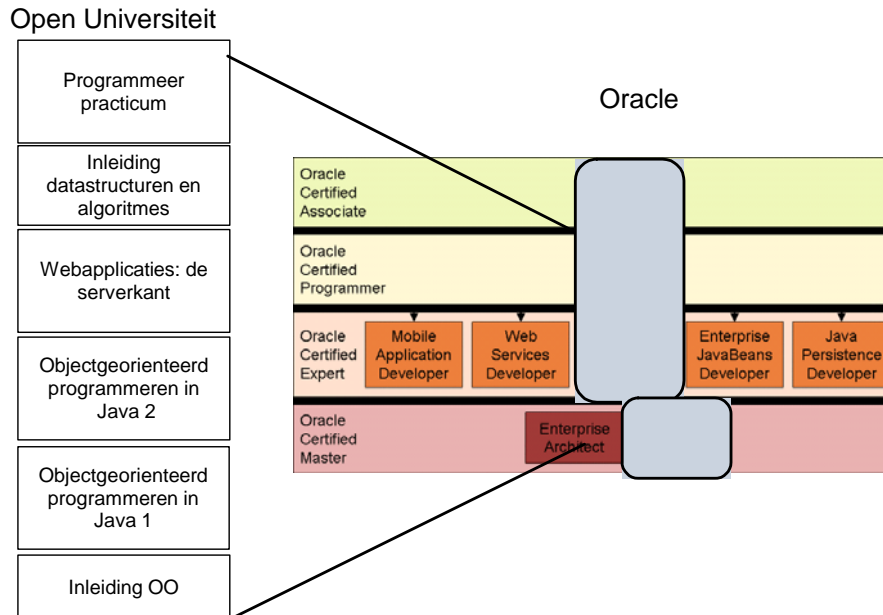 Open Universiteit
Programmeer
practicum
Inleiding
datastructuren en
algoritmes
Webapplicaties: de
serverkant
Objectgeorienteerd
programmeren in
Java 2
Objectgeorienteerd
programmeren in
Java 1
Inleiding OO
Oracle
Oracle
Certified
Associate
Oracle
Certified
Programmer
Oracle
Certified
Expert
Mobile
Application
Developer
Web
Services
Developer
Enterprise
JavaBeans
Developer
Java
Persistence
Developer
Oracle
Certified
Master
Enterprise
Architect